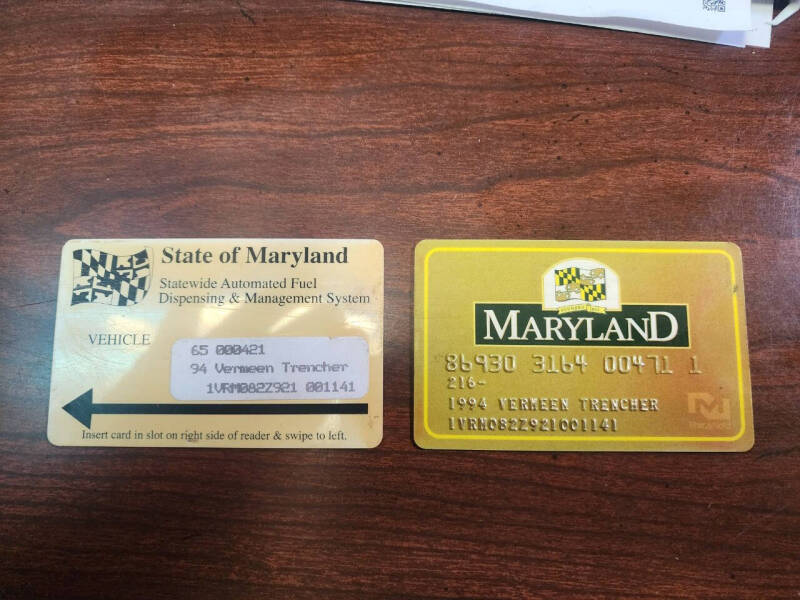 State of Maryland
Statewide Automated Fuel
Dispensing & Management System
VEHICLE
65 000421
94 Vermeen Trencher
1VRM082Z921 001141
Insert card in slot on right side of reader & swipe to left.
MARYLAND
86930 3164 00471 1
216-
1994 VERMEEN TRENCHER
1VRM082Z921001141